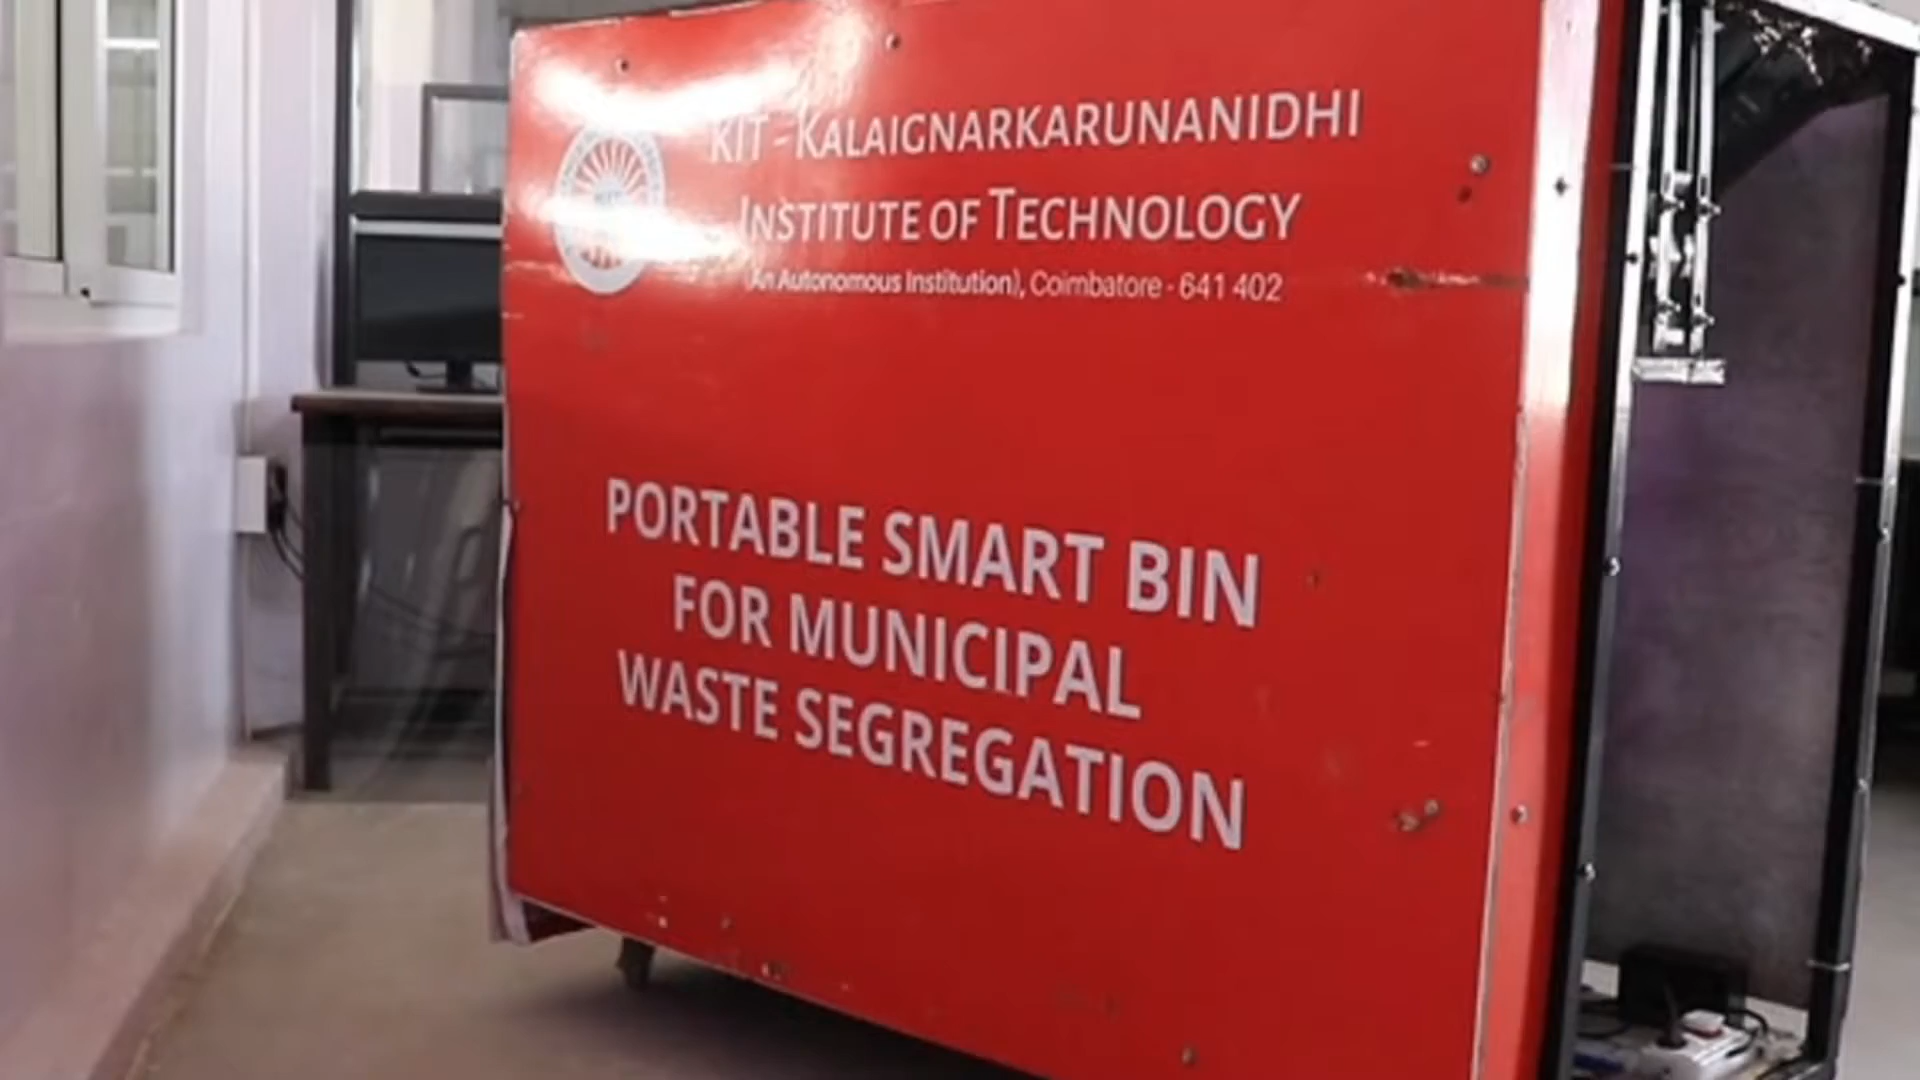 KIT - KALAIGNARKARUNANIDHI
INSTITUTE OF TECHNOLOGY
(An Autonomous Institution), Coimbatore - 641 402
PORTABLE SMART BIN
FOR MUNICIPAL
WASTE SEGREGATION